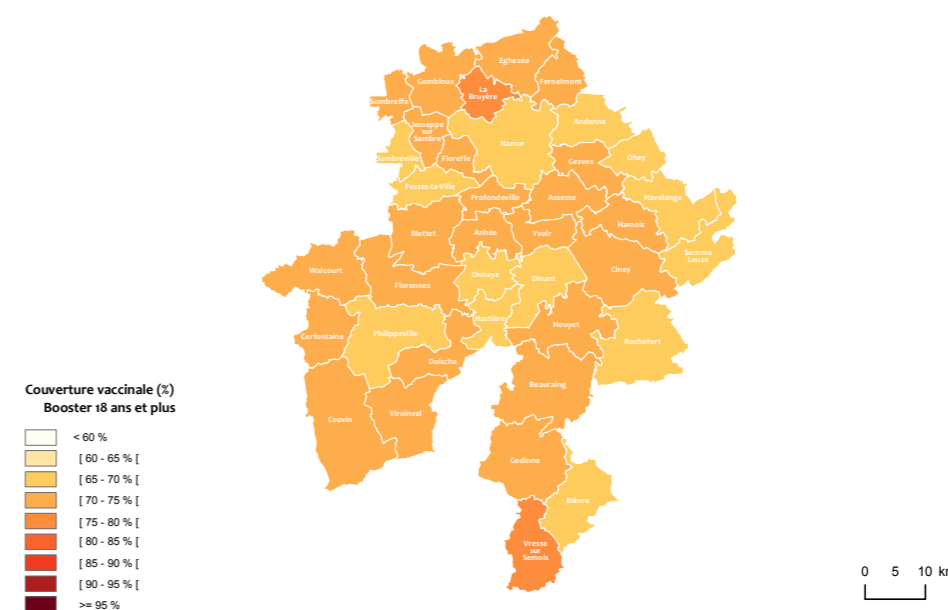 Eghezée
Gembloux
Fernelmont
La
Bruyère
Sombreffe
Jemeppe
sur
Sambre
Andenne
Namur
Sambreville
Floreffe
Gesves
Ohey
Fosses-la-Ville
Profondeville
Assesse
Havelange
Mettet
Anhée
Yvoir
Hamois
Somme
Leuze
Walcourt
Onhaye
Dinant
Ciney
Florennes
Hastière
Houyet
Cerfontaine
Philippeville
Rochefort
Doische
Beauraing
Couvin
Viroinval
Gedinne
Bièvre
Vresse
sur
Semois
Couverture vaccinale (%)
Booster 18 ans et plus
< 60 %
[ 60 - 65 % [
[ 65 - 70 % [
[ 70 - 75 % [
[ 75 - 80 % [
[ 80 - 85 % [
[ 85 - 90 % [
[ 90 - 95 % [
>= 95 %
0 5 10 km